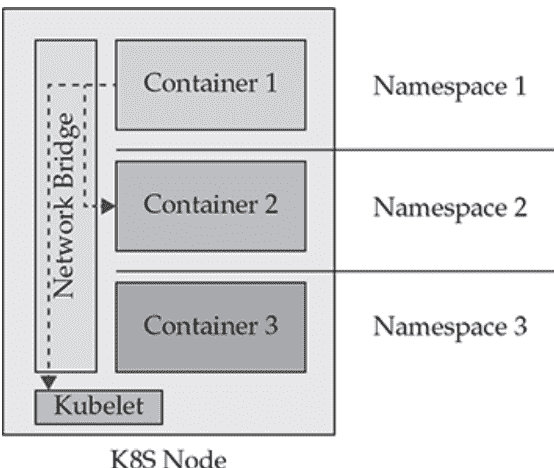 Container 1
Namespace 1
Network Bridge
Container 2
Namespace 2
Container 3
Namespace 3
Kubelet
K8S Node